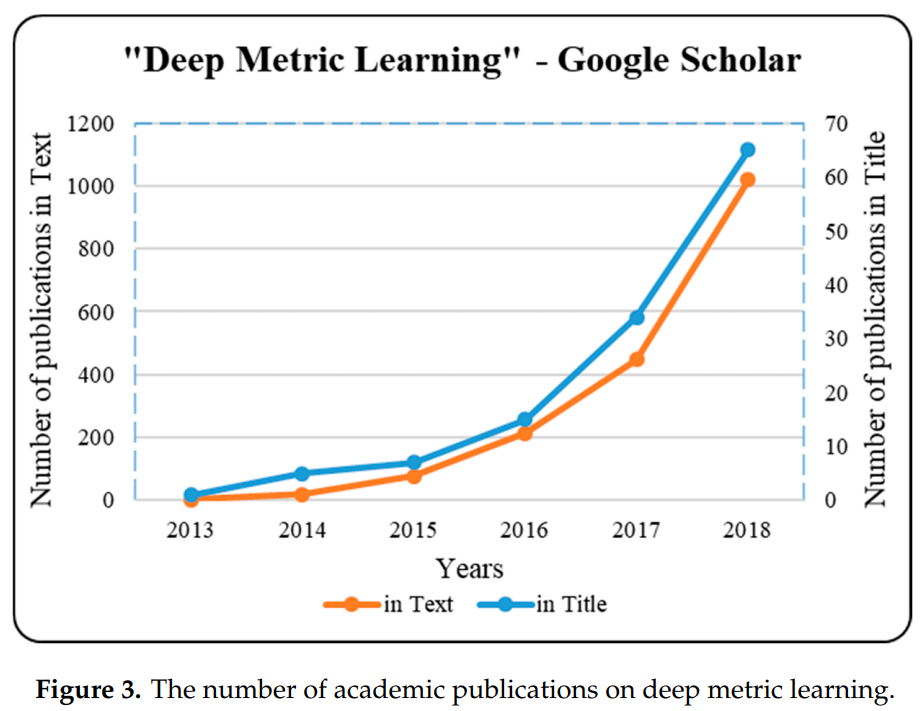 "Deep Metric Learning" - Google Scholar
Number of publications in Text
1200
1000
800
600
400
200
0
70
60
50
40
30
20
10
0
Number of publications in Title
2013 2014 2015 2016 2017 2018
Years
in Text in Title
Figure 3. The number of academic publications on deep metric learning.